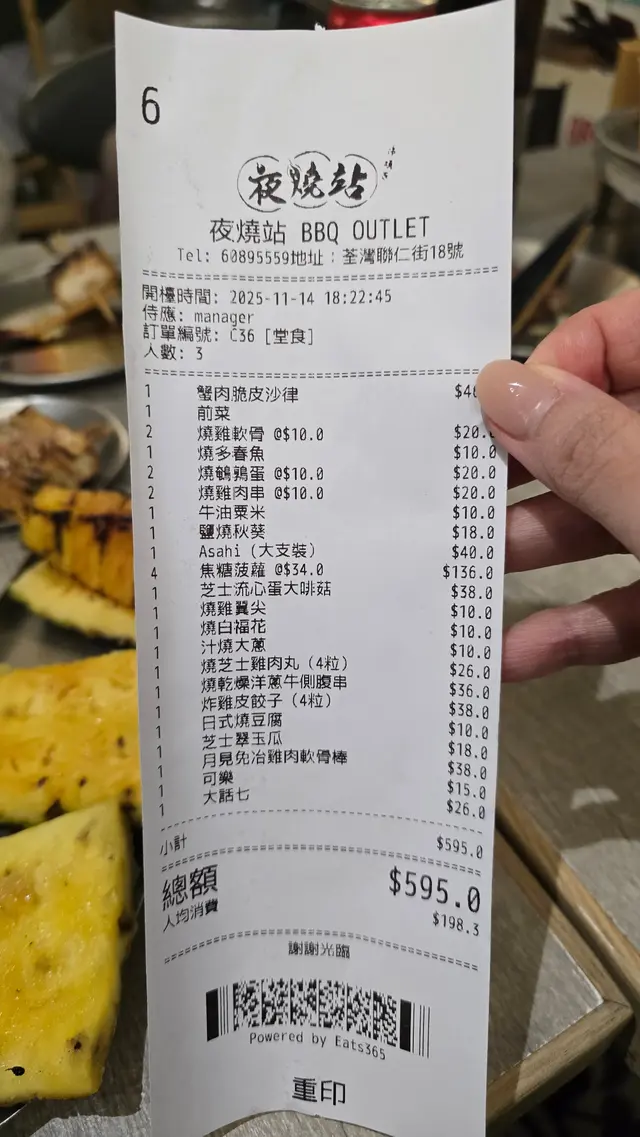 6
夜燒站
夜燒站 BBQ OUTLET
Tel: 60895559地址：荃灣聯仁街18號
開檯時間: 2025-11-14 18:22:45
侍應: manager
訂單編號: C36 [堂食]
人數: 3
1 蟹肉脆皮沙律
1 前菜
2 燒雞軟骨 @$10.0 $20.0
1 燒多春魚 $10.0
2 燒鵪鶉蛋 @$10.0 $20.0
2 燒雞肉串 @$10.0 $20.0
1 牛油粟米 $10.0
1 鹽燒秋葵 $18.0
1 Asahi (大支裝) $40.0
4 焦糖菠蘿 @$34.0 $136.0
1 芝士流心蛋大啡菇 $38.0
1 燒雞翼尖 $10.0
1 燒白福花 $10.0
1 汁燒大蔥 $10.0
1 燒芝士雞肉丸 (4粒) $26.0
1 燒乾燥洋蔥牛側腹串 $36.0
1 炸雞皮餃子 (4粒) $38.0
1 日式燒豆腐 $10.0
1 芝士翠玉瓜 $18.0
1 月見免冶雞肉軟骨棒 $38.0
1 可樂 $15.0
1 大話七 $26.0
小計 $595.0
總額 $595.0
人均消費 $198.3
謝謝光臨
Powered by Eats365
重印